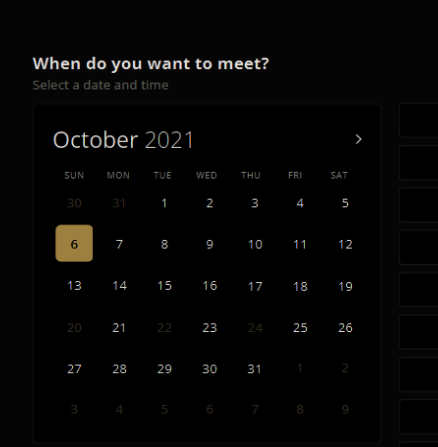 When do you want to meet?
Select a date and time
October 2021
SUN MON TUE WED THU FRI SAT
30 31 1 2 3 4 5
6 7 8 9 10 11 12
13 14 15 16 17 18 19
20 21 22 23 24 25 26
27 28 29 30 31 1 2
3 4 5 6 7 8 9